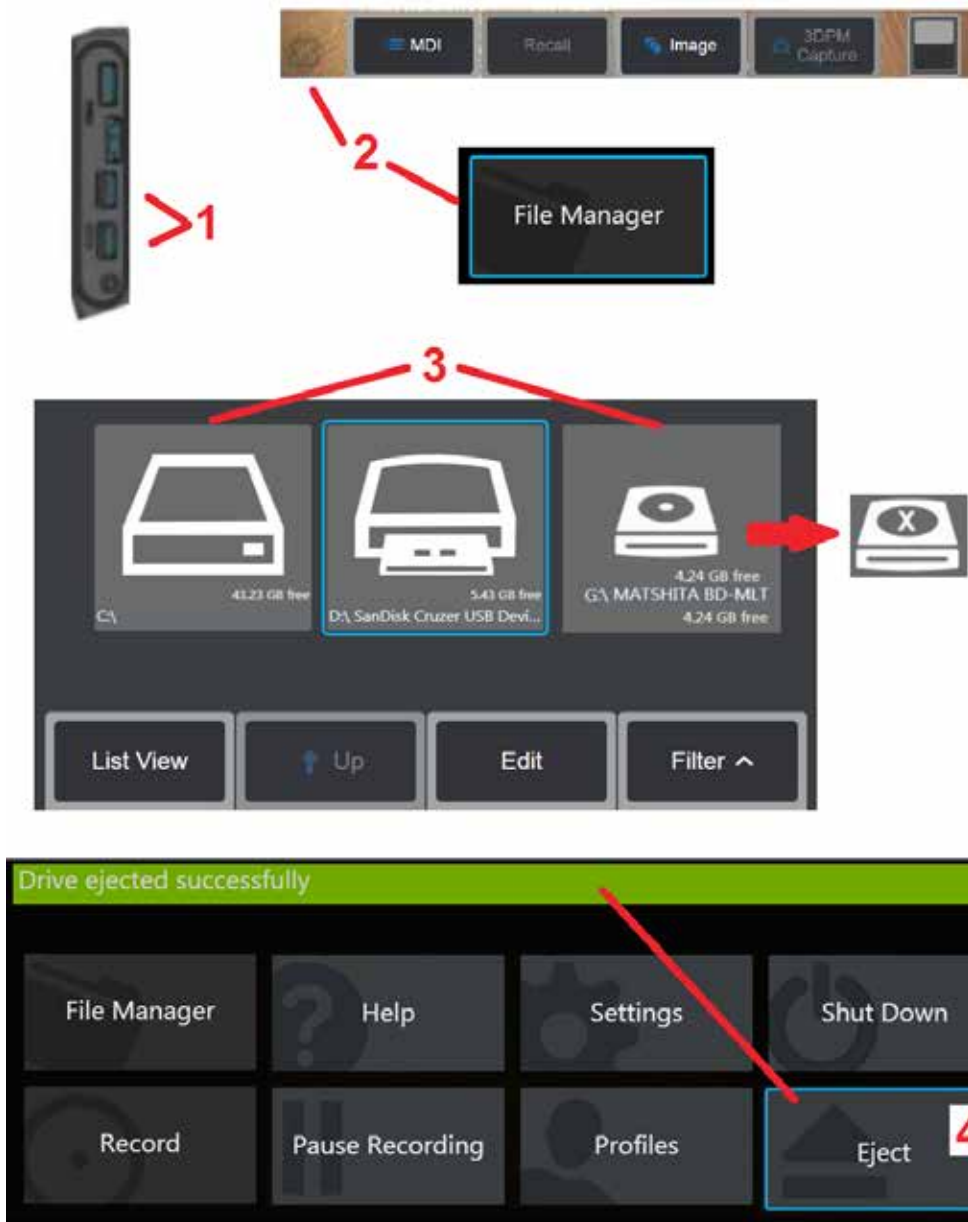 MDI
Recall
Image
3DPM
Capture
2
1
File Manager
3
X
43.23 GB free
C:\
5.43 GB free
D:\ SanDisk Cruzer USB Devi...
4.24 GB free
G:\ MATSHITA BD-MLT
4.24 GB free
List View
Up
Edit
Filter
Drive ejected successfully
File Manager
Help
Settings
Shut Down
Record
Pause Recording
Profiles
Eject
4